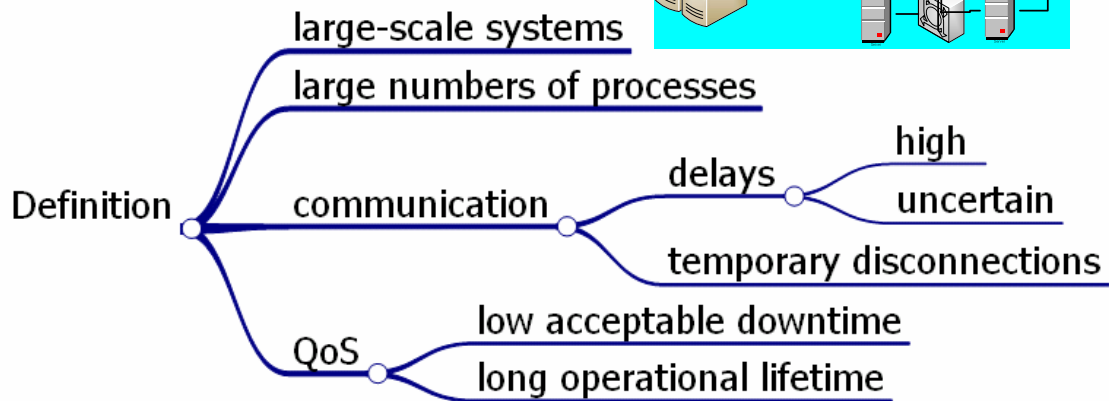 large-scale systems
large numbers of processes
high
delays
uncertain
Definition
communication
temporary disconnections
low acceptable downtime
QoS
long operational lifetime